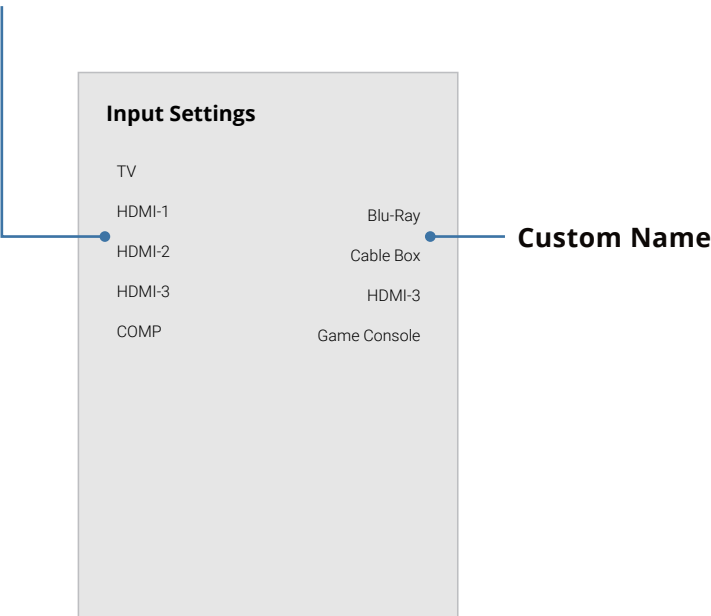 Input Settings
TV
HDMI-1 Blu-Ray
HDMI-2 Cable Box
HDMI-3 HDMI-3
COMP Game Console
Custom Name